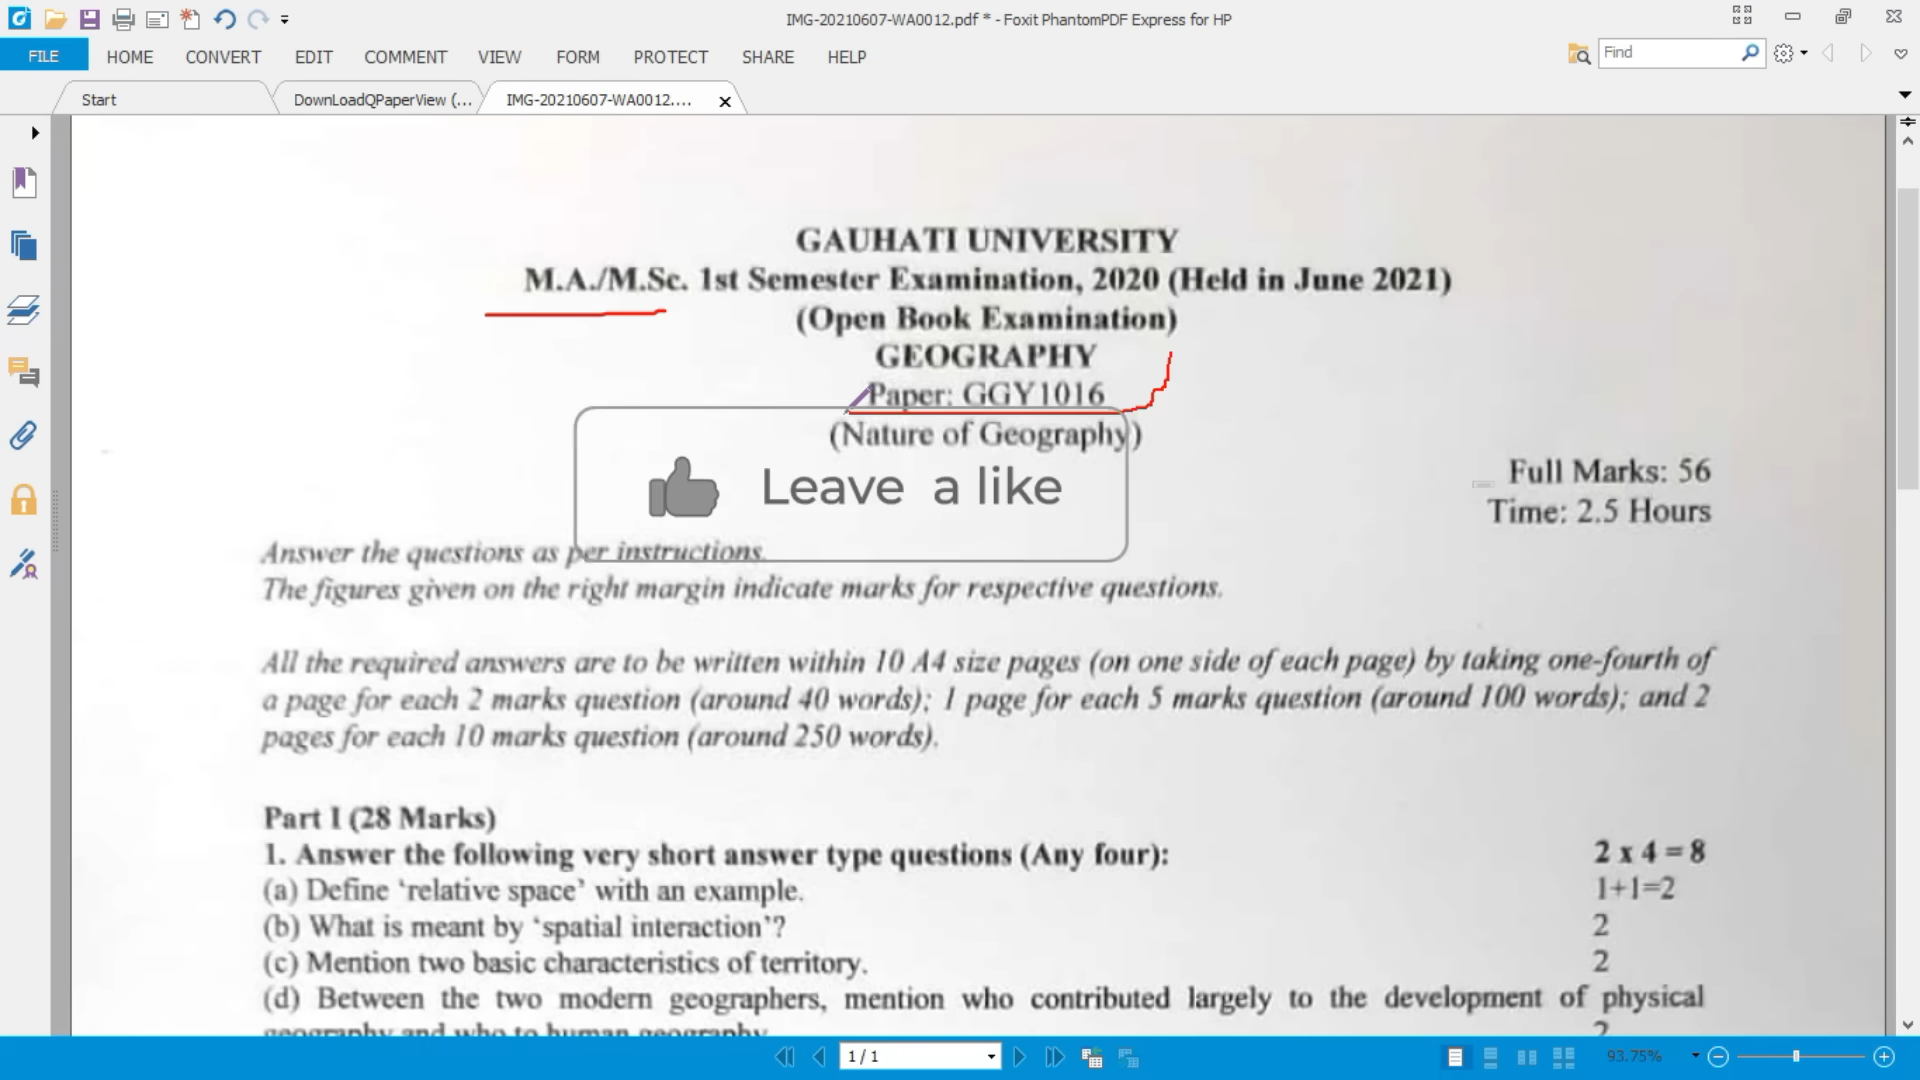 IMG-20210607-WA0012.pdf * - Foxit PhantomPDF Express for HP
FILE HOME CONVERT EDIT COMMENT VIEW FORM PROTECT SHARE HELP
Find
Start
DownLoadQPaperView (...
IMG-20210607-WA0012....
GAUHATI UNIVERSITY
M.A./M.Sc. 1st Semester Examination, 2020 (Held in June 2021)
(Open Book Examination)
GEOGRAPHY
Paper: GGY1016
(Nature of Geography)
Leave a like
Full Marks: 56
Time: 2.5 Hours
Answer the questions as per instructions.
The figures given on the right margin indicate marks for respective questions.
All the required answers are to be written within 10 A4 size pages (on one side of each page) by taking one-fourth of
a page for each 2 marks question (around 40 words); 1 page for each 5 marks question (around 100 words); and 2
pages for each 10 marks question (around 250 words).
Part I (28 Marks)
1. Answer the following very short answer type questions (Any four): 2 x 4 = 8
(a) Define ‘relative space’ with an example. 1+1=2
(b) What is meant by ‘spatial interaction’? 2
(c) Mention two basic characteristics of territory. 2
(d) Between the two modern geographers, mention who contributed largely to the development of physical
geography and who to human geography. 2
1 / 1
93.75%